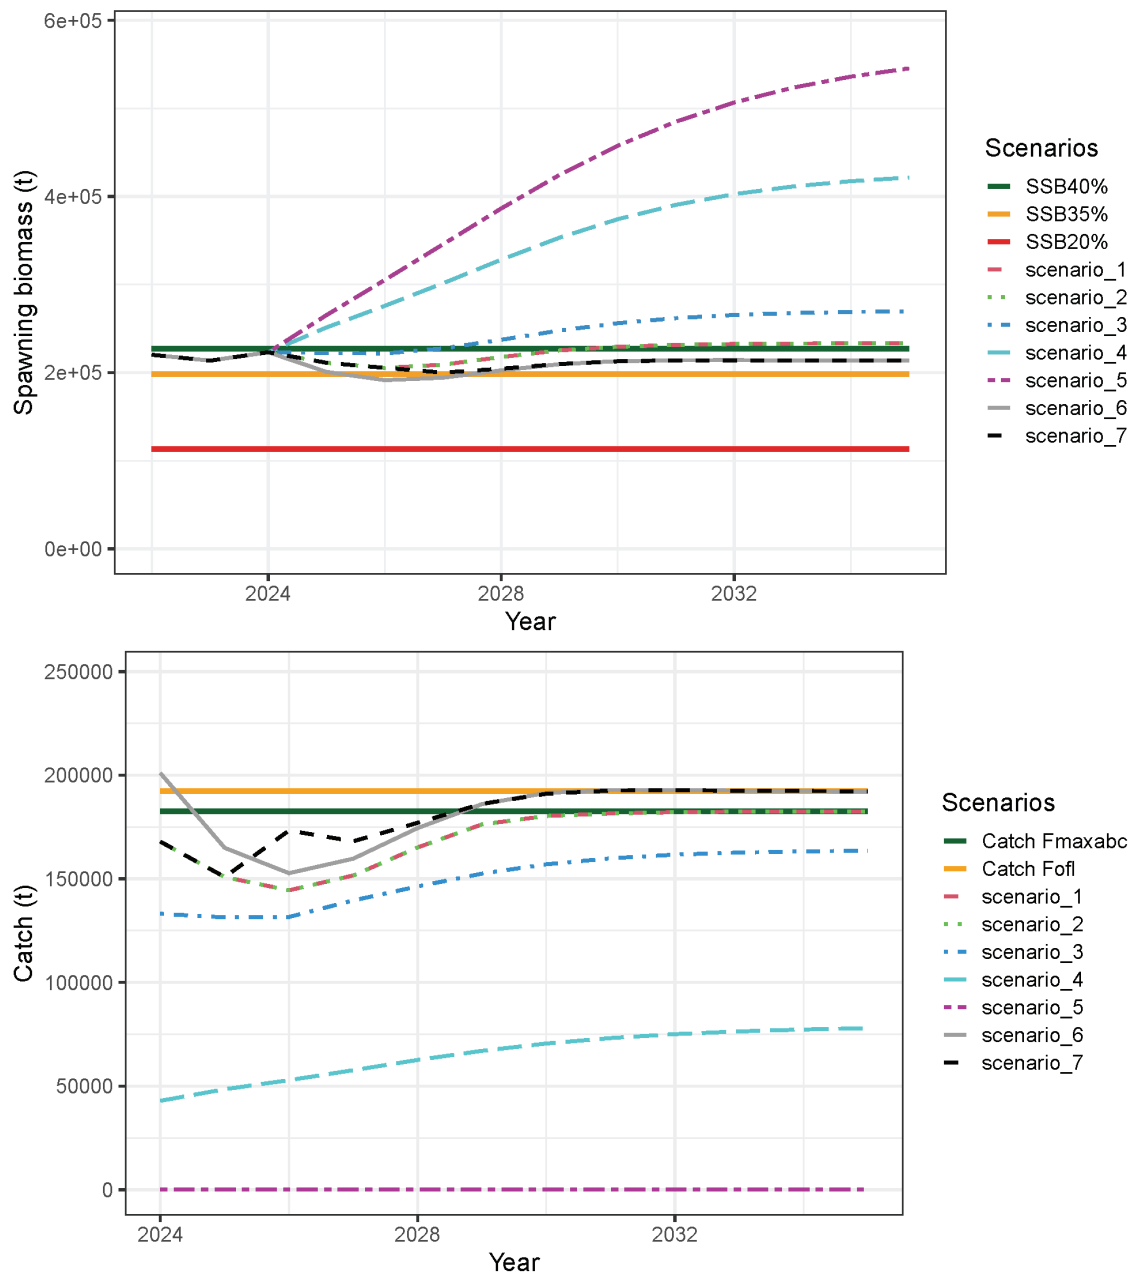 6e+05
4e+05
2e+05
0e+00
Spawning biomass (t)
2024
2028
2032
Year
Scenarios
SSB40%
SSB35%
SSB20%
scenario_1
scenario_2
scenario_3
scenario_4
scenario_5
scenario_6
scenario_7
250000
200000
150000
100000
50000
0
Catch (t)
2024
2028
2032
Year
Scenarios
Catch Fmaxabc
Catch Fofl
scenario_1
scenario_2
scenario_3
scenario_4
scenario_5
scenario_6
scenario_7